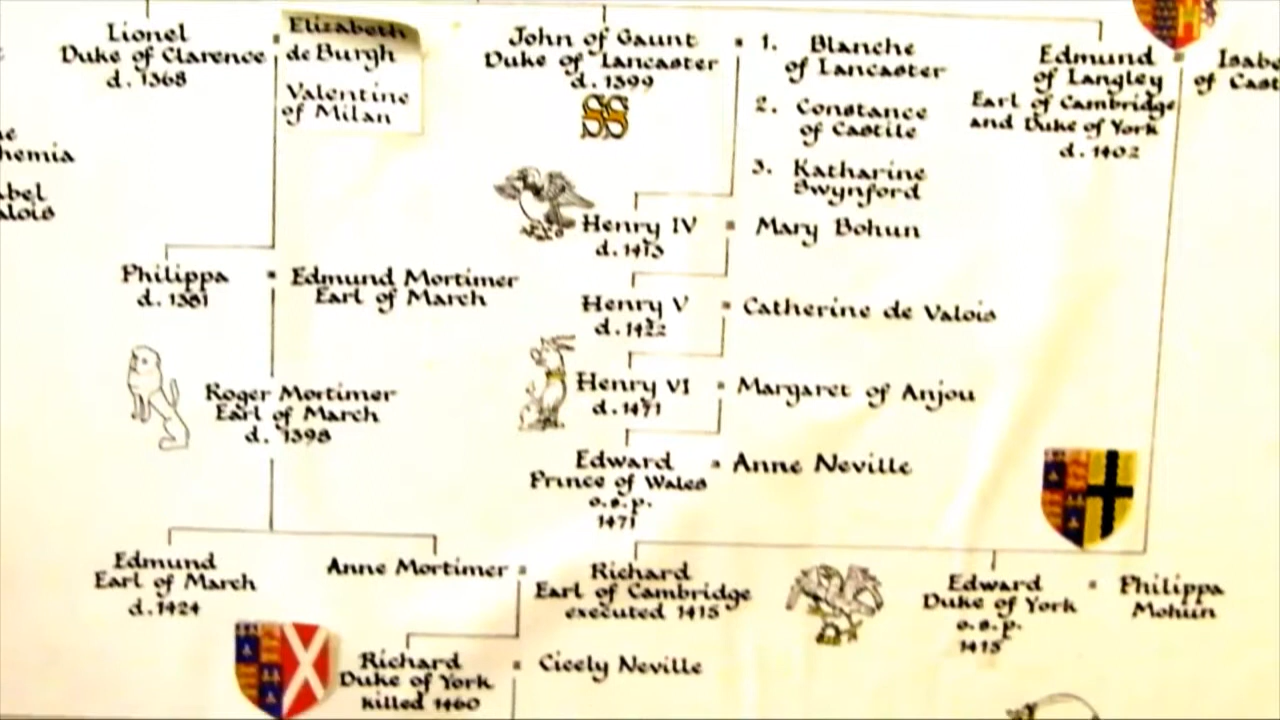 Lionel
Duke of Clarence
d. 1368
Elizabeth
de Burgh
Valentine
of Milan
John of Gaunt
Duke of Lancaster
d. 1399
SS
1. Blanche
of Lancaster
2. Constance
of Castile
3. Katharine
Swynford
Edmund
of Langley
Earl of Cambridge
and Duke of York
d. 1402
Henry IV
d. 1413
Mary Bohun
Philippa
d. 1381
Edmund Mortimer
Earl of March
Henry V
d. 1422
Catherine de Valois
Roger Mortimer
Earl of March
d. 1398
Henry VI
d. 1471
Margaret of Anjou
Edward
Prince of Wales
o.s.p.
1471
Anne Neville
Edmund
Earl of March
d. 1424
Anne Mortimer
Richard
Earl of Cambridge
executed 1415
Edward
Duke of York
o.s.p.
1415
Philippa
Mohun
Richard
Duke of York
killed 1460
Cicely Neville